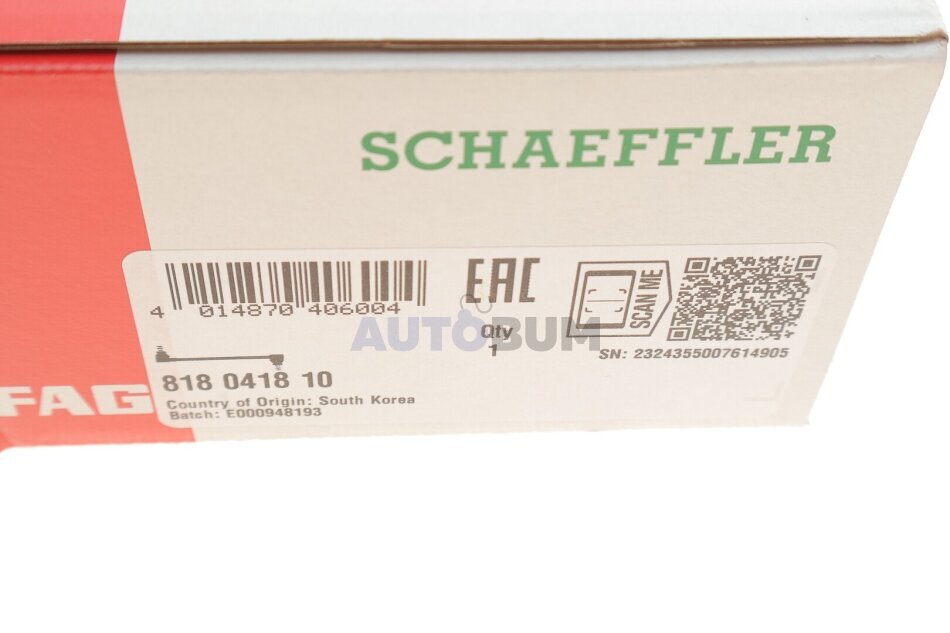 SCHAEFFLER
FAG
EAC
SCAN ME
4 014870 406004
AUTOBUM
Qty
1
SN: 2324355007614905
818 0418 10
Country of Origin: South Korea
Batch: E000948193